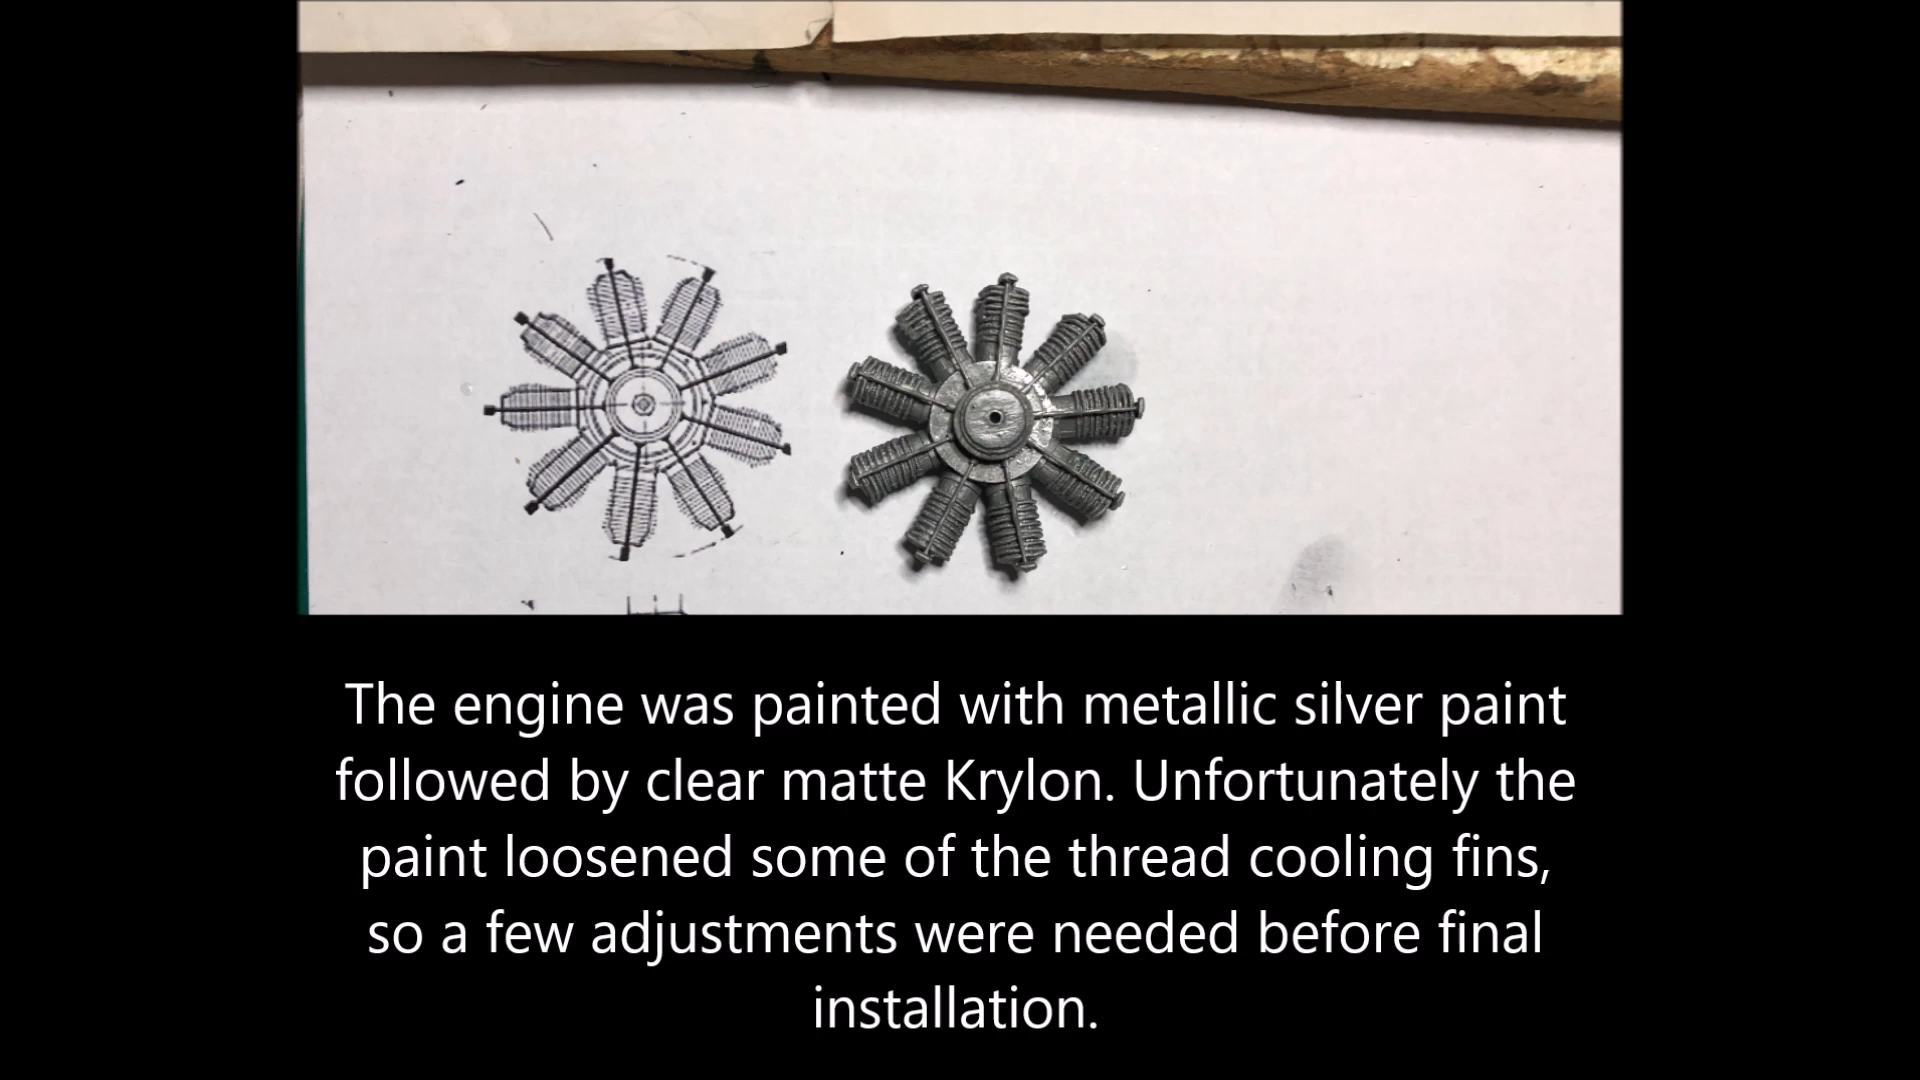 The engine was painted with metallic silver paint
followed by clear matte Krylon. Unfortunately the
paint loosened some of the thread cooling fins,
so a few adjustments were needed before final
installation.